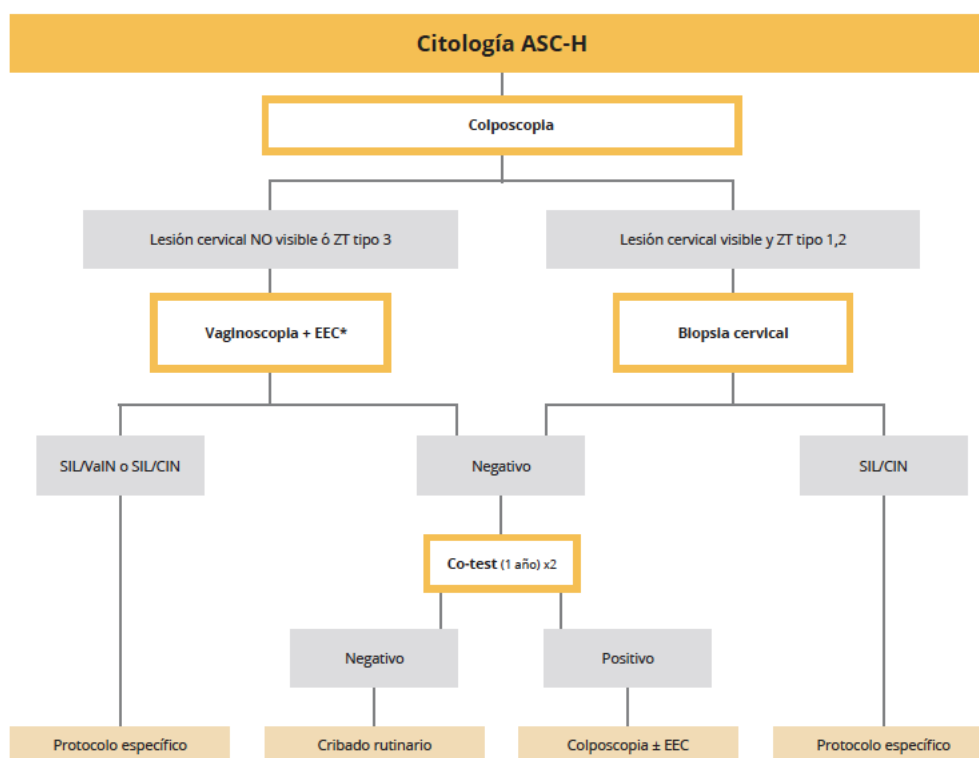 Citología ASC-H
Colposcopia
Lesión cervical NO visible ó ZT tipo 3
Lesión cervical visible y ZT tipo 1,2
Vaginoscopia + EEC*
Biopsia cervical
SIL/VaIN o SIL/CIN
Negativo
SIL/CIN
Co-test (1 año) x2
Negativo
Positivo
Protocolo específico
Cribado rutinario
Colposcopia ± EEC
Protocolo específico